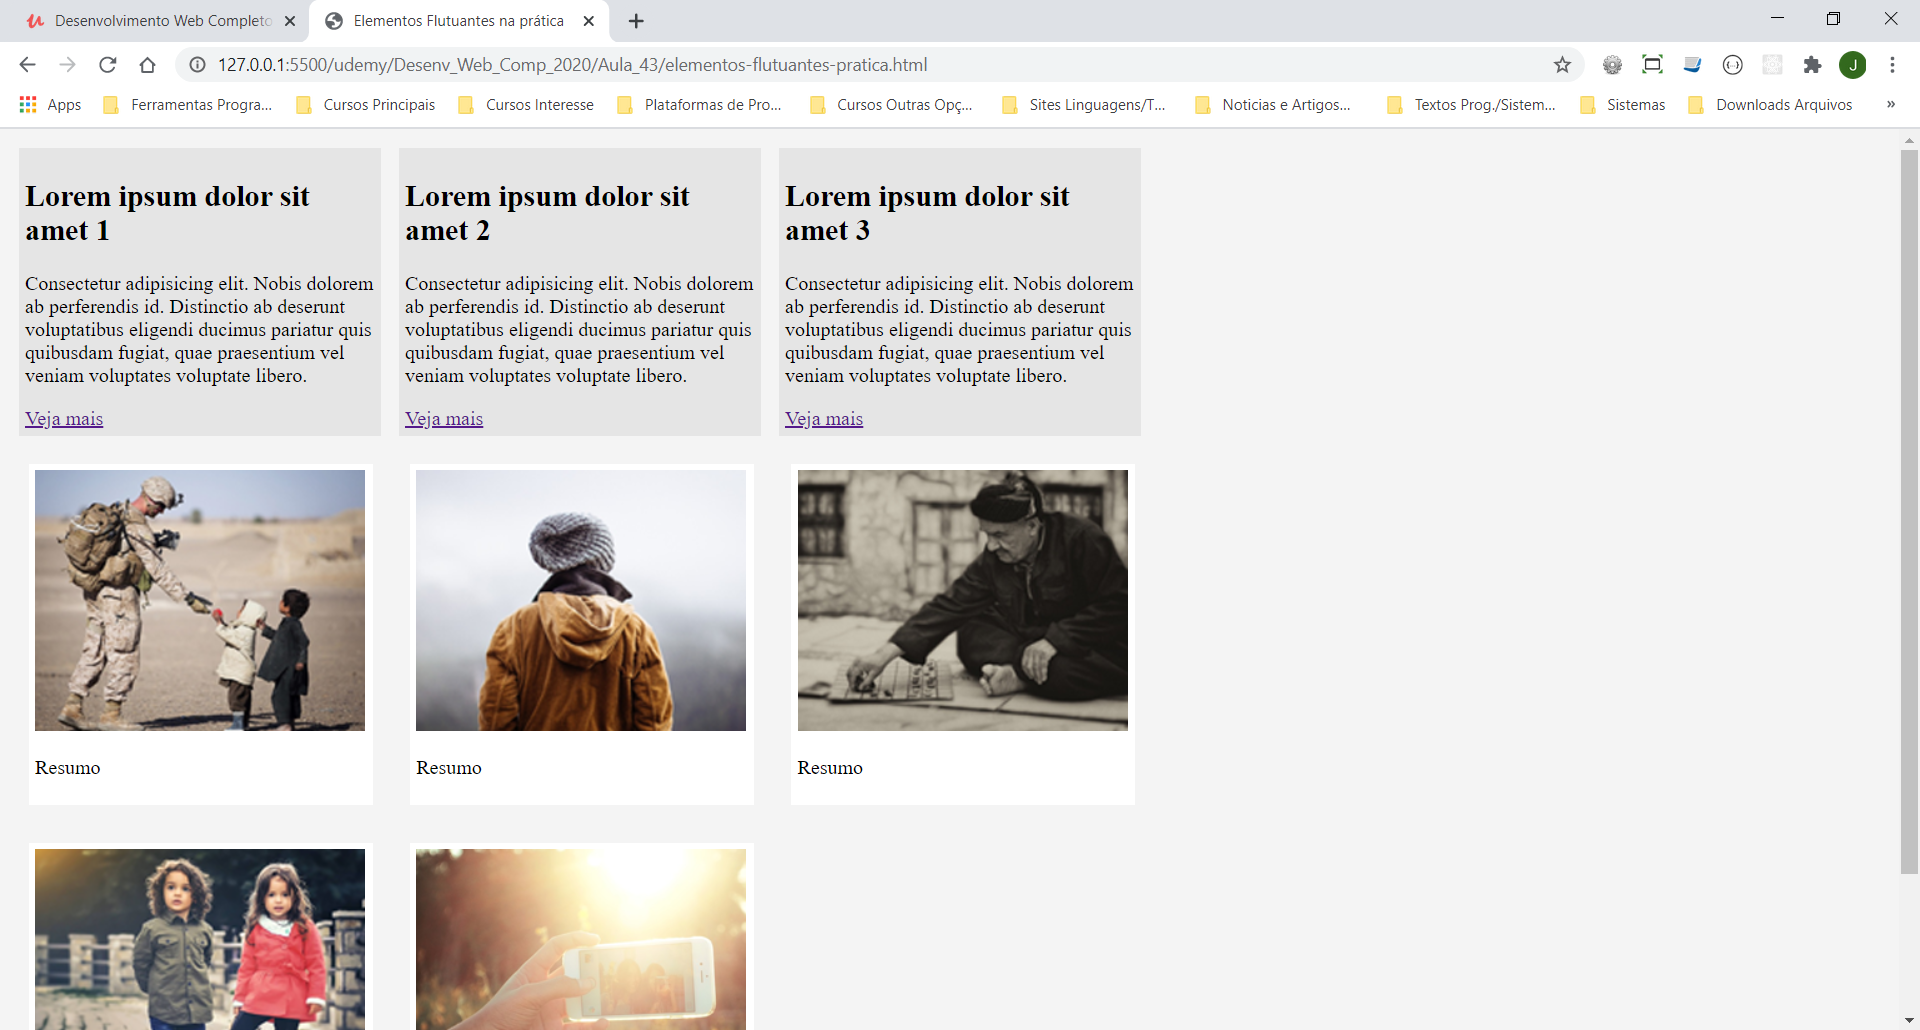 Desenvolvimento Web Completo
Elementos Flutuantes na prática
127.0.0.1:5500/udemy/Desenv_Web_Comp_2020/Aula_43/elementos-flutuantes-pratica.html
J
Apps
Ferramentas Progra...
Cursos Principais
Cursos Interesse
Plataformas de Pro...
Cursos Outras Opç...
Sites Linguagens/T...
Noticias e Artigos...
Textos Prog./Sistem...
Sistemas
Downloads Arquivos
»
Lorem ipsum dolor sit
amet 1
Consectetur adipisicing elit. Nobis dolorem
ab perferendis id. Distinctio ab deserunt
voluptatibus eligendi ducimus pariatur quis
quibusdam fugiat, quae praesentium vel
veniam voluptates voluptate libero.
Veja mais
Lorem ipsum dolor sit
amet 2
Consectetur adipisicing elit. Nobis dolorem
ab perferendis id. Distinctio ab deserunt
voluptatibus eligendi ducimus pariatur quis
quibusdam fugiat, quae praesentium vel
veniam voluptates voluptate libero.
Veja mais
Lorem ipsum dolor sit
amet 3
Consectetur adipisicing elit. Nobis dolorem
ab perferendis id. Distinctio ab deserunt
voluptatibus eligendi ducimus pariatur quis
quibusdam fugiat, quae praesentium vel
veniam voluptates voluptate libero.
Veja mais
Resumo
Resumo
Resumo